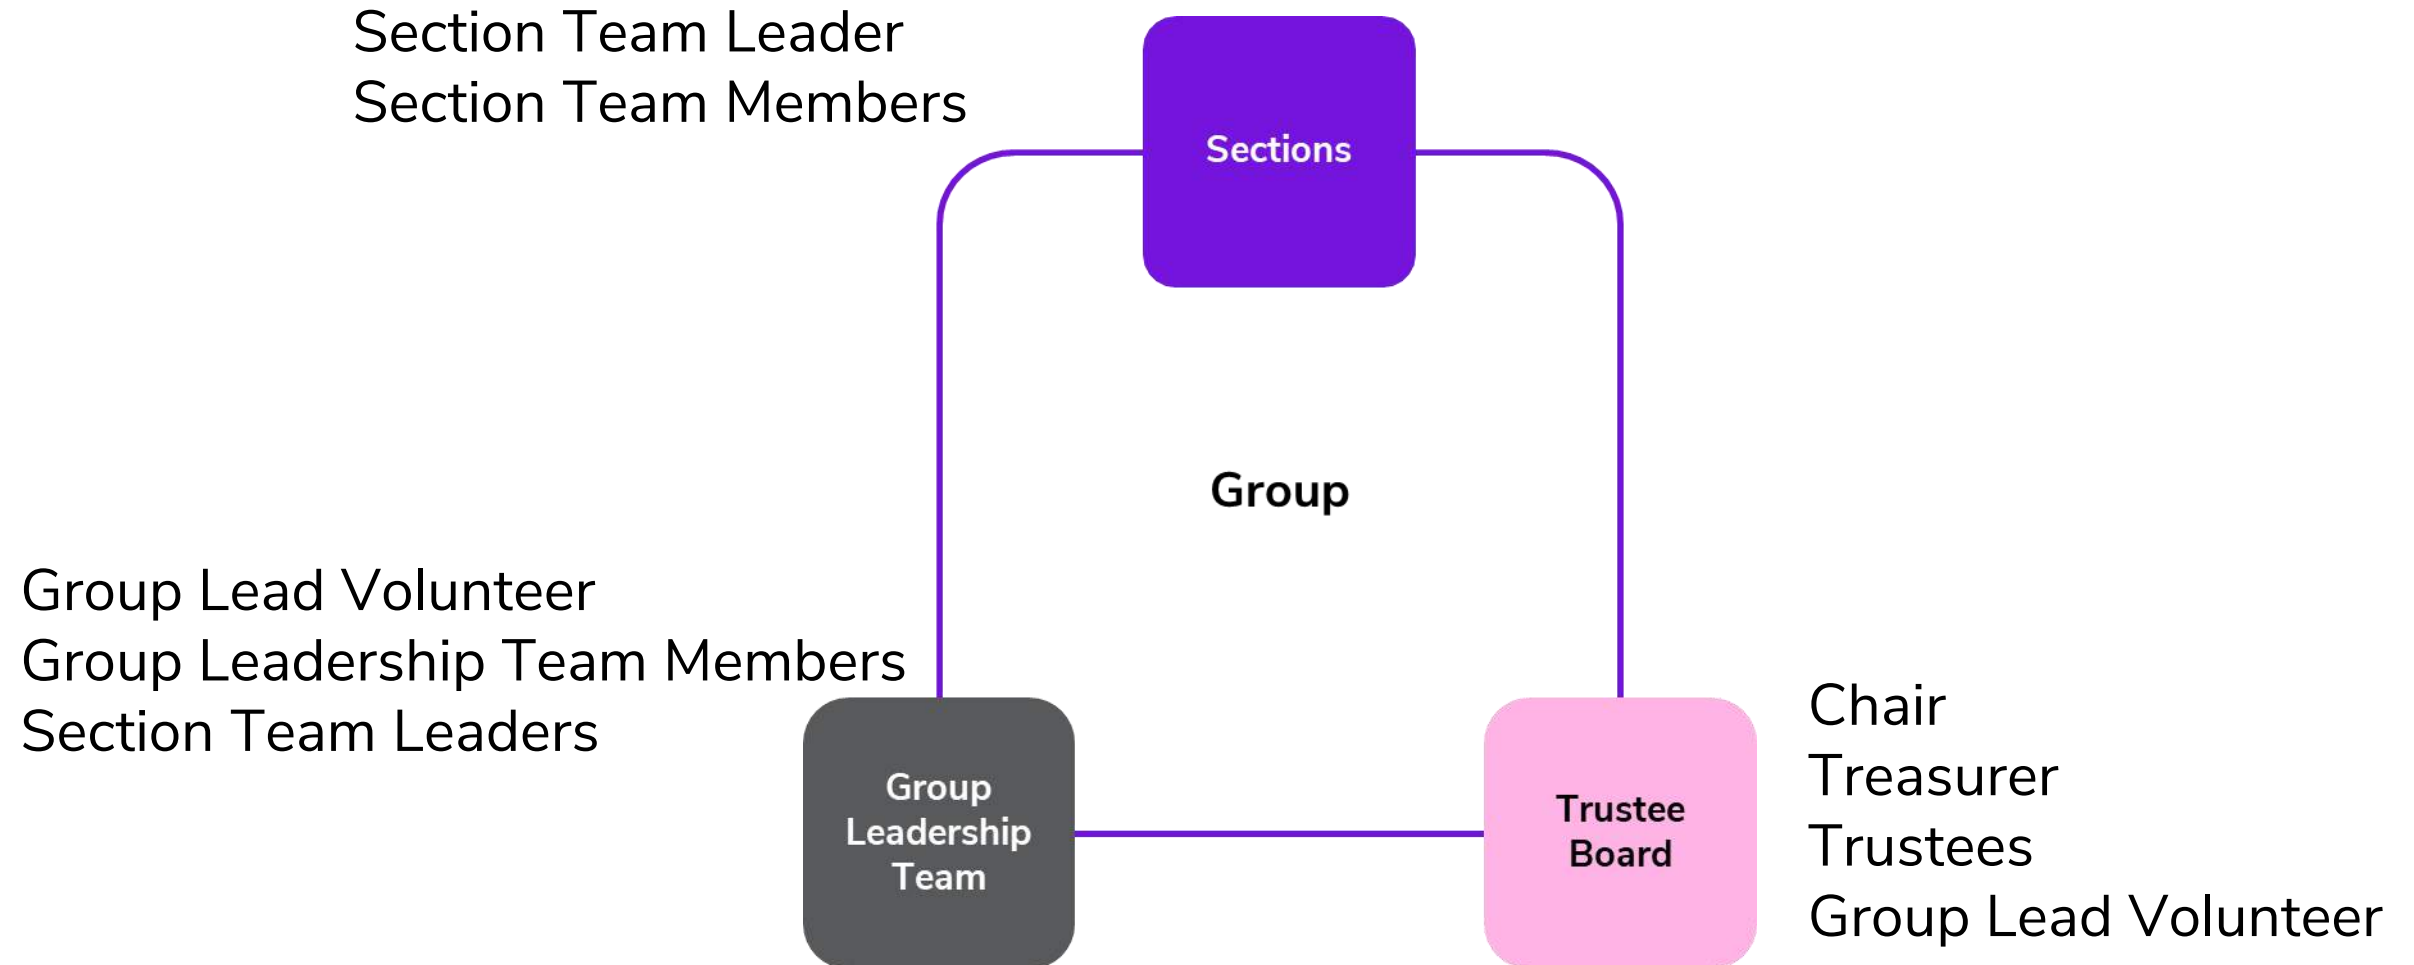 Section Team Leader
Section Team Members
Sections
Group
Group Lead Volunteer
Group Leadership Team Members
Section Team Leaders
Group
Leadership
Team
Trustee
Board
Chair
Treasurer
Trustees
Group Lead Volunteer